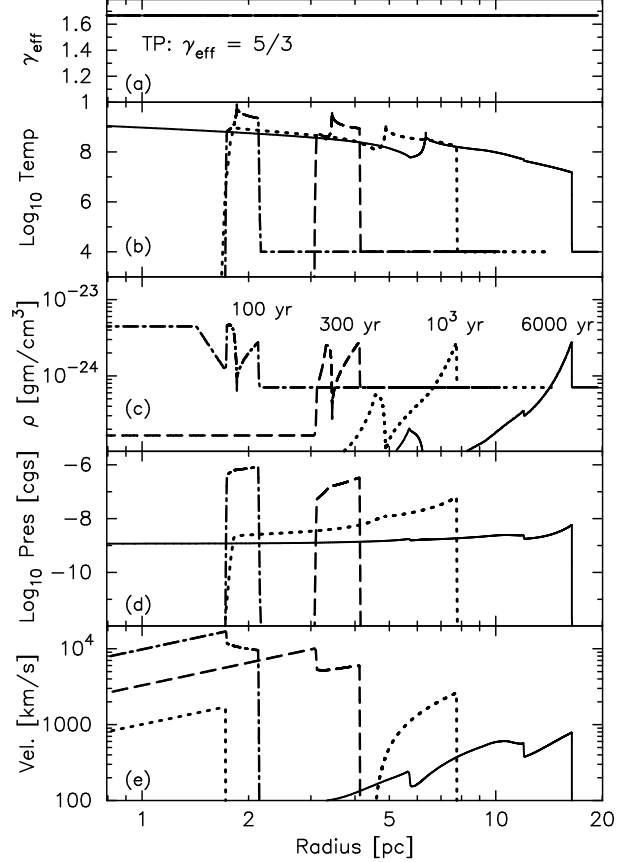 γeff
1.6
1.4
1.2
1
TP: γeff = 5/3
(a)
Log10 Temp
8
6
4
(b)
ρ [gm/cm3]
10−23
10−24
100 yr
300 yr
103 yr
6000 yr
(c)
Log10 Pres [cgs]
−6
−8
−10
(d)
Vel. [km/s]
104
1000
100
(e)
1 2 5 10 20
Radius [pc]